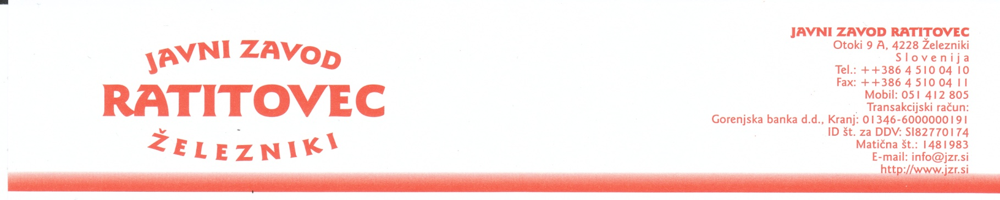 JAVNI ZAVOD
RATITOVEC
ŽELEZNIKI
JAVNI ZAVOD RATITOVEC
Otoki 9 A, 4228 Železniki
Slovenija
Tel.: ++386 4 510 04 10
Fax: ++386 4 510 04 11
Mobil: 051 412 805
Transakcijski račun:
Gorenjska banka d.d., Kranj: 01346-6000000191
ID št. za DDV: SI82770174
Matična št.: 1481983
E-mail: info@jzr.si
http://www.jzr.si